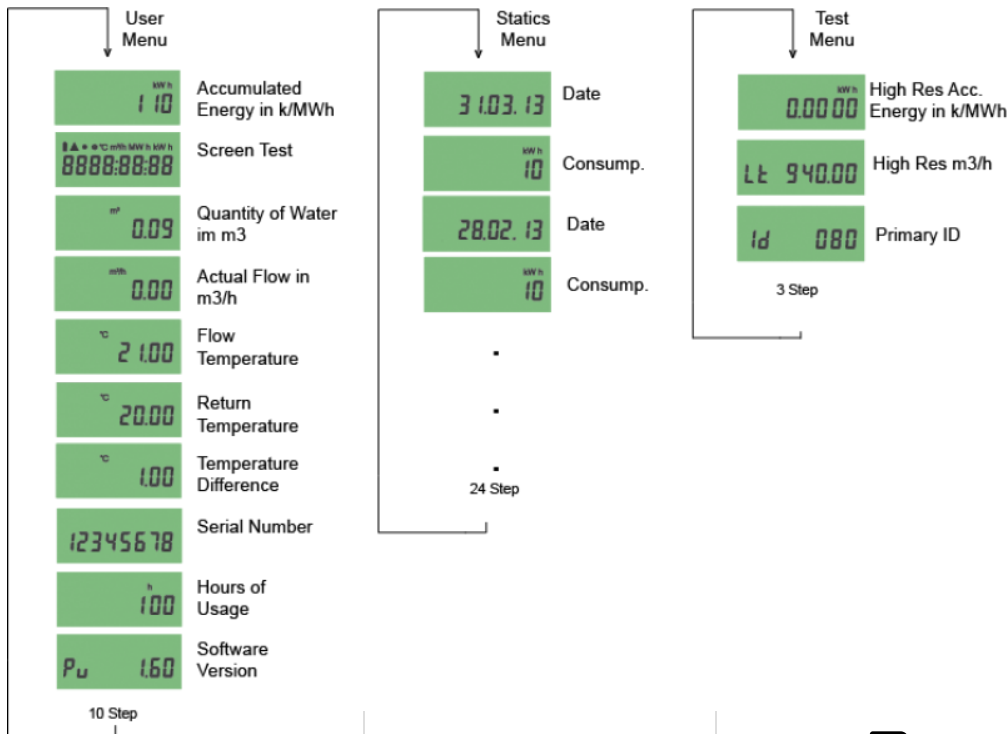 User
Menu
kWh
110
Accumulated
Energy in k/MWh
°C m³/h MW h kW h
8888:88:88
Screen Test
m³
0.09
Quantity of Water
im m3
m³/h
0.00
Actual Flow in
m3/h
°C
21.00
Flow
Temperature
°C
20.00
Return
Temperature
°C
1.00
Temperature
Difference
12345678
Serial Number
h
100
Hours of
Usage
Pu 1.60
Software
Version
10 Step
Statics
Menu
31.03.13
Date
kWh
10
Consump.
28.02.13
Date
kWh
10
Consump.
24 Step
Test
Menu
kWh
0.0000
High Res Acc.
Energy in k/MWh
Lt 940.00
High Res m3/h
Id 080
Primary ID
3 Step